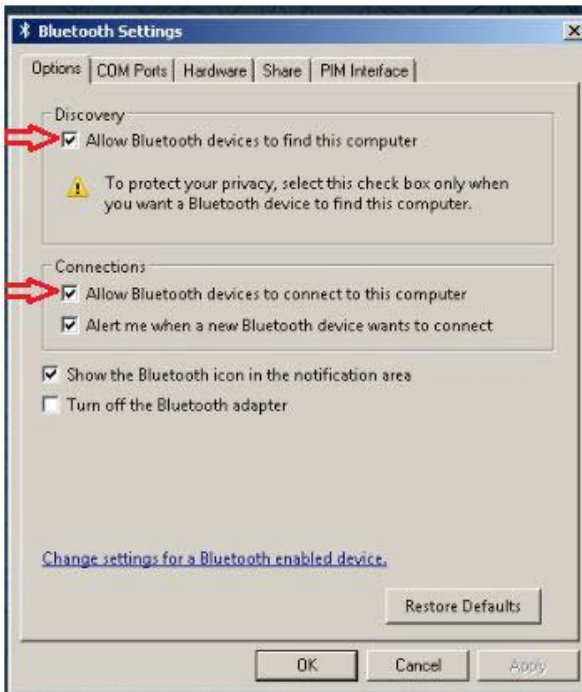 Bluetooth Settings
Options COM Ports Hardware Share PIM Interface
Discovery
Allow Bluetooth devices to find this computer
To protect your privacy, select this check box only when
you want a Bluetooth device to find this computer.
Connections
Allow Bluetooth devices to connect to this computer
Alert me when a new Bluetooth device wants to connect
Show the Bluetooth icon in the notification area
Turn off the Bluetooth adapter
Change settings for a Bluetooth enabled device.
Restore Defaults
OK Cancel Apply